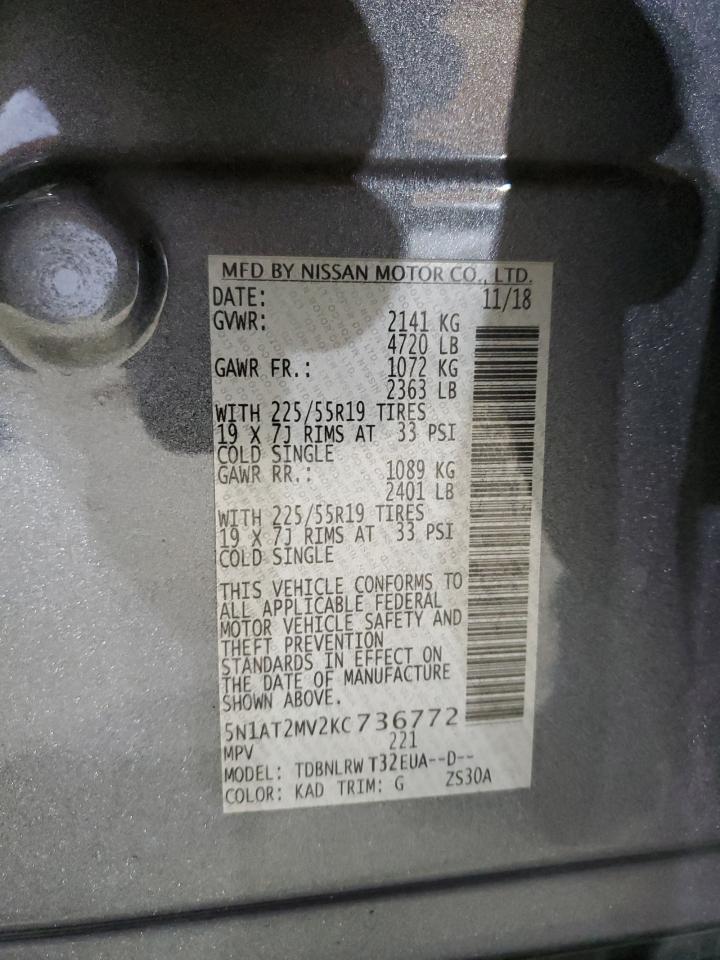 MFD BY NISSAN MOTOR CO., LTD.
DATE: 11/18
GVWR: 2141 KG
4720 LB
GAWR FR.: 1072 KG
2363 LB
WITH 225/55R19 TIRES
19 X 7J RIMS AT 33 PSI
COLD SINGLE
GAWR RR.: 1089 KG
2401 LB
WITH 225/55R19 TIRES
19 X 7J RIMS AT 33 PSI
COLD SINGLE
THIS VEHICLE CONFORMS TO
ALL APPLICABLE FEDERAL
MOTOR VEHICLE SAFETY AND
THEFT PREVENTION
STANDARDS IN EFFECT ON
THE DATE OF MANUFACTURE
SHOWN ABOVE.
5N1AT2MV2KC736772
MPV 221
MODEL: TDBNLRW T32EUA--D--
COLOR: KAD TRIM: G ZS30A